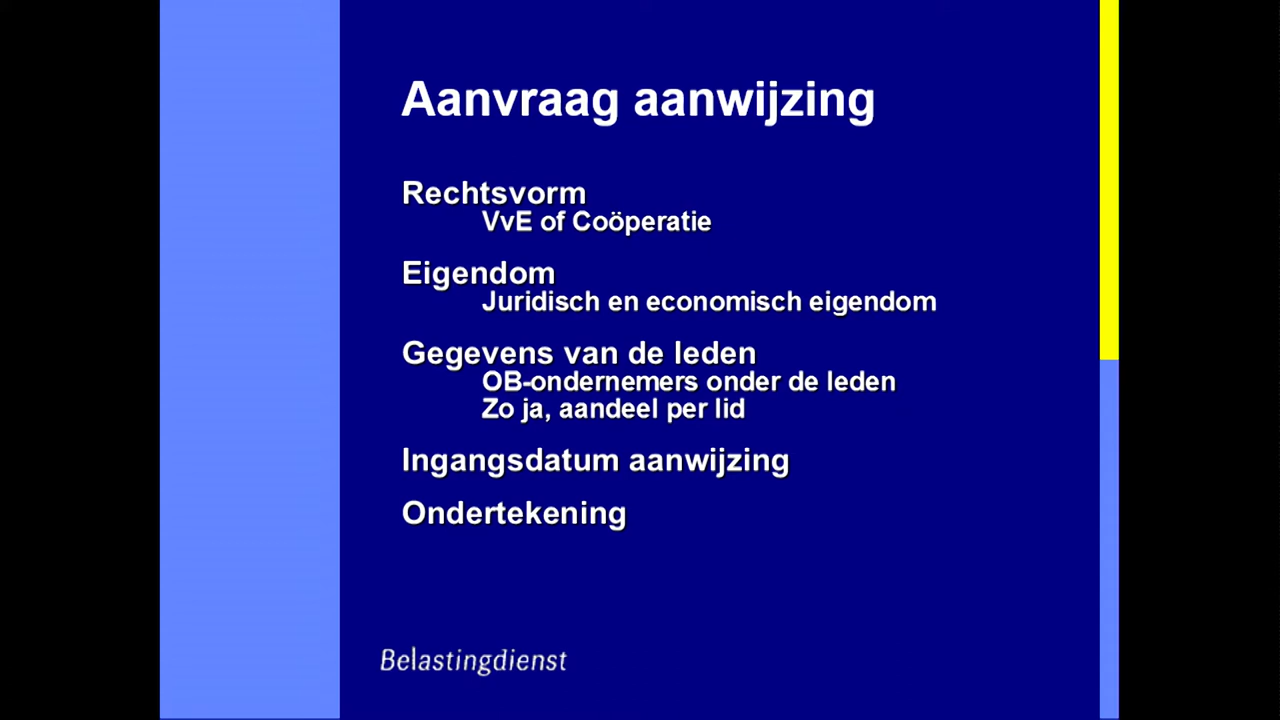 Aanvraag aanwijzing
Rechtsvorm
VvE of Coöperatie
Eigendom
Juridisch en economisch eigendom
Gegevens van de leden
OB-ondernemers onder de leden
Zo ja, aandeel per lid
Ingangsdatum aanwijzing
Ondertekening
Belastingdienst